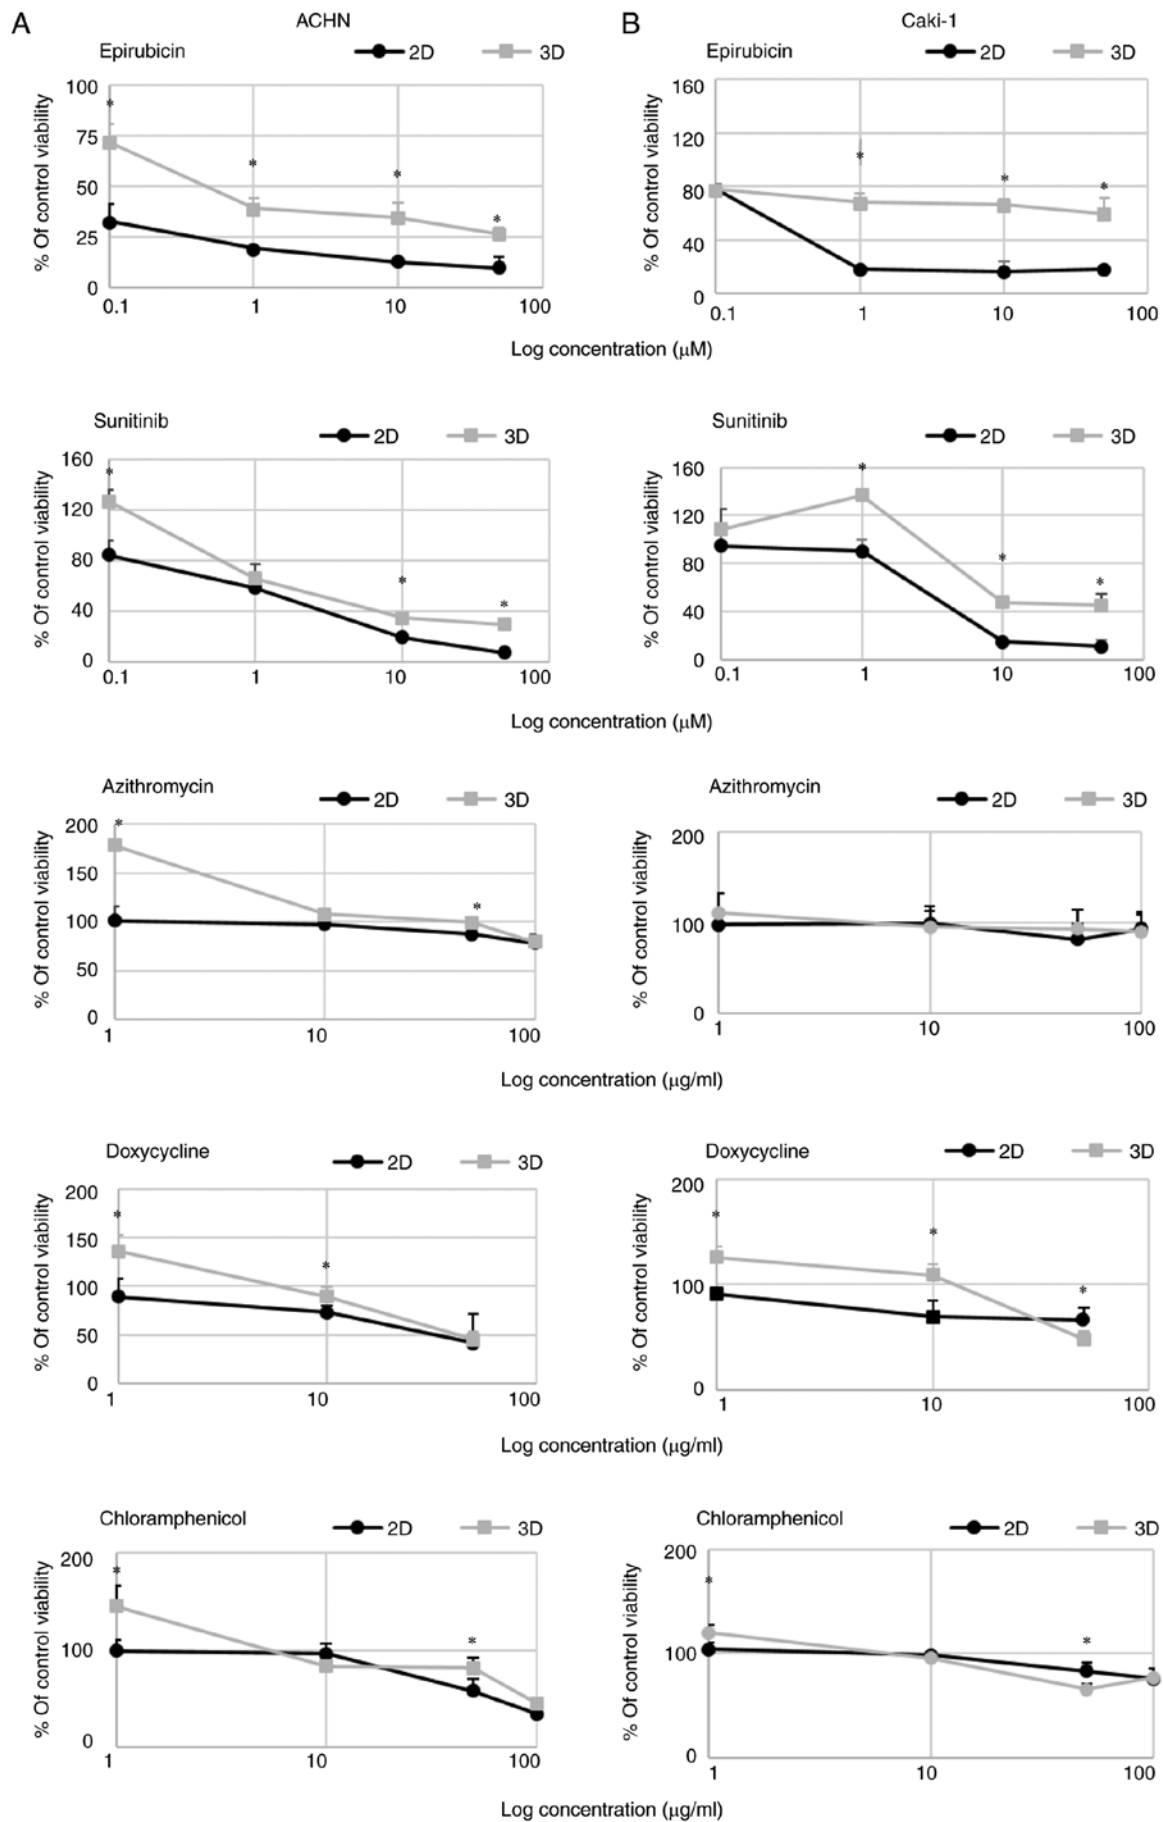 A ACHN B Caki-1
Epirubicin 2D 3D
% Of control viability
100
75
50
25
0
0.1 1 10 100
Epirubicin 2D 3D
% Of control viability
160
120
80
40
0
0.1 1 10 100
Log concentration (μM)
Sunitinib 2D 3D
% Of control viability
160
120
80
40
0
0.1 1 10 100
Sunitinib 2D 3D
% Of control viability
160
120
80
40
0
0.1 1 10 100
Log concentration (μM)
Azithromycin 2D 3D
% Of control viability
200
150
100
50
0
1 10 100
Azithromycin 2D 3D
% Of control viability
200
100
0
1 10 100
Log concentration (μg/ml)
Doxycycline 2D 3D
% Of control viability
200
150
100
50
0
1 10 100
Doxycycline 2D 3D
% Of control viability
200
100
0
1 10 100
Log concentration (μg/ml)
Chloramphenicol 2D 3D
% Of control viability
200
100
0
1 10 100
Chloramphenicol 2D 3D
% Of control viability
200
100
0
1 10 100
Log concentration (μg/ml)